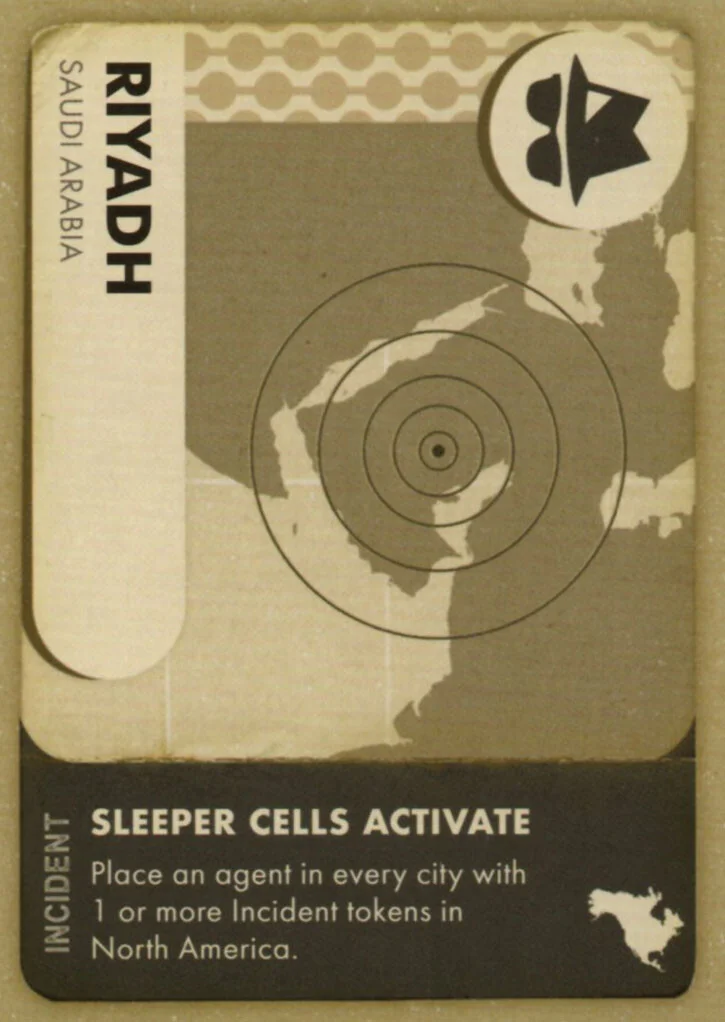 RIYADH
SAUDI ARABIA
INCIDENT
SLEEPER CELLS ACTIVATE
Place an agent in every city with
1 or more Incident tokens in
North America.